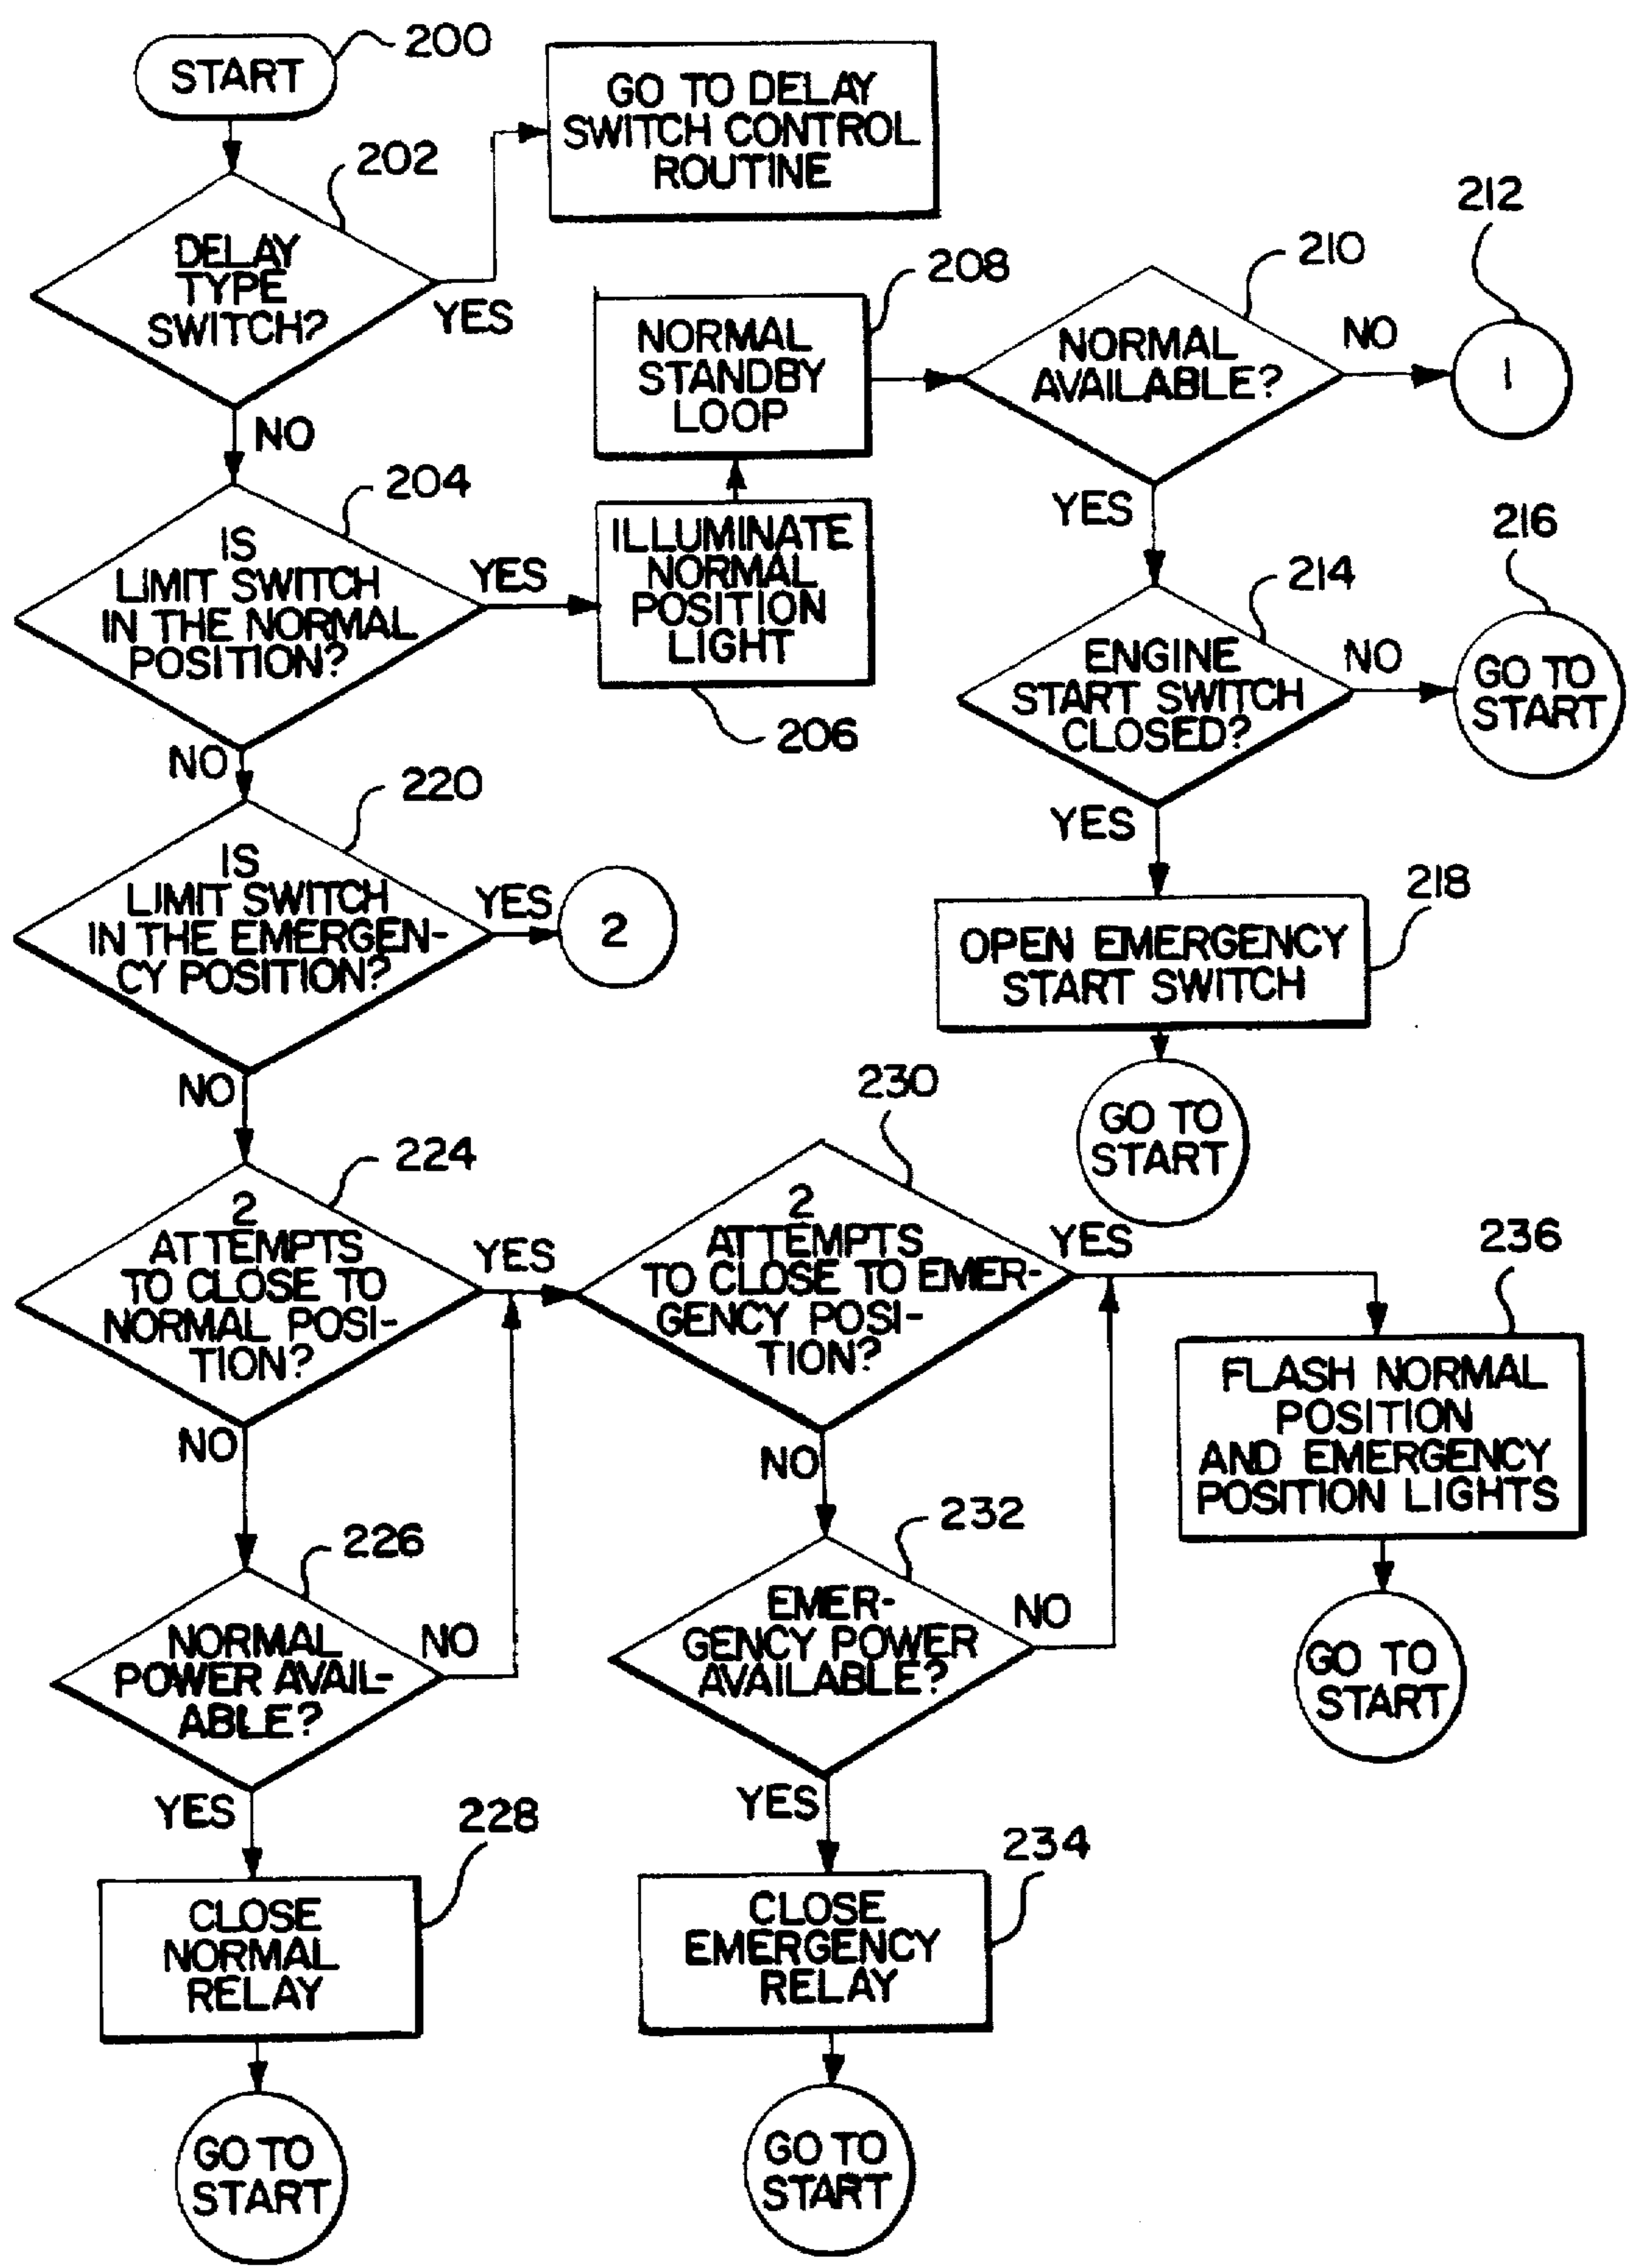 START
200
GO TO DELAY
SWITCH CONTROL
ROUTINE
202
DELAY
TYPE
SWITCH?
YES
NO
204
IS
LIMIT SWITCH
IN THE NORMAL
POSITION?
YES
NO
ILLUMINATE
NORMAL
POSITION
LIGHT
206
NORMAL
STANDBY
LOOP
208
NORMAL
AVAILABLE?
210
NO
212
1
YES
214
ENGINE
START SWITCH
CLOSED?
NO
216
GO TO
START
YES
218
OPEN EMERGENCY
START SWITCH
GO TO
START
220
IS
LIMIT SWITCH
IN THE EMERGEN-
CY POSITION?
YES
2
NO
224
2
ATTEMPTS
TO CLOSE TO
NORMAL POSI-
TION?
YES
NO
226
NORMAL
POWER AVAIL-
ABLE?
NO
YES
228
CLOSE
NORMAL
RELAY
GO TO
START
230
2
ATTEMPTS
TO CLOSE TO EMER-
GENCY POSI-
TION?
YES
NO
232
EMER-
GENCY POWER
AVAILABLE?
NO
YES
234
CLOSE
EMERGENCY
RELAY
GO TO
START
236
FLASH NORMAL
POSITION
AND EMERGENCY
POSITION LIGHTS
GO TO
START